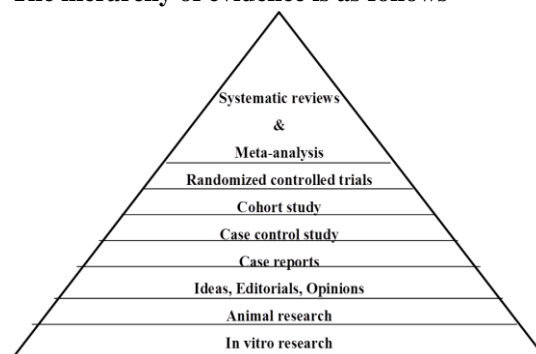 The hierarchy of evidence is as follows
Systematic reviews
&
Meta-analysis
Randomized controlled trials
Cohort study
Case control study
Case reports
Ideas, Editorials, Opinions
Animal research
In vitro research